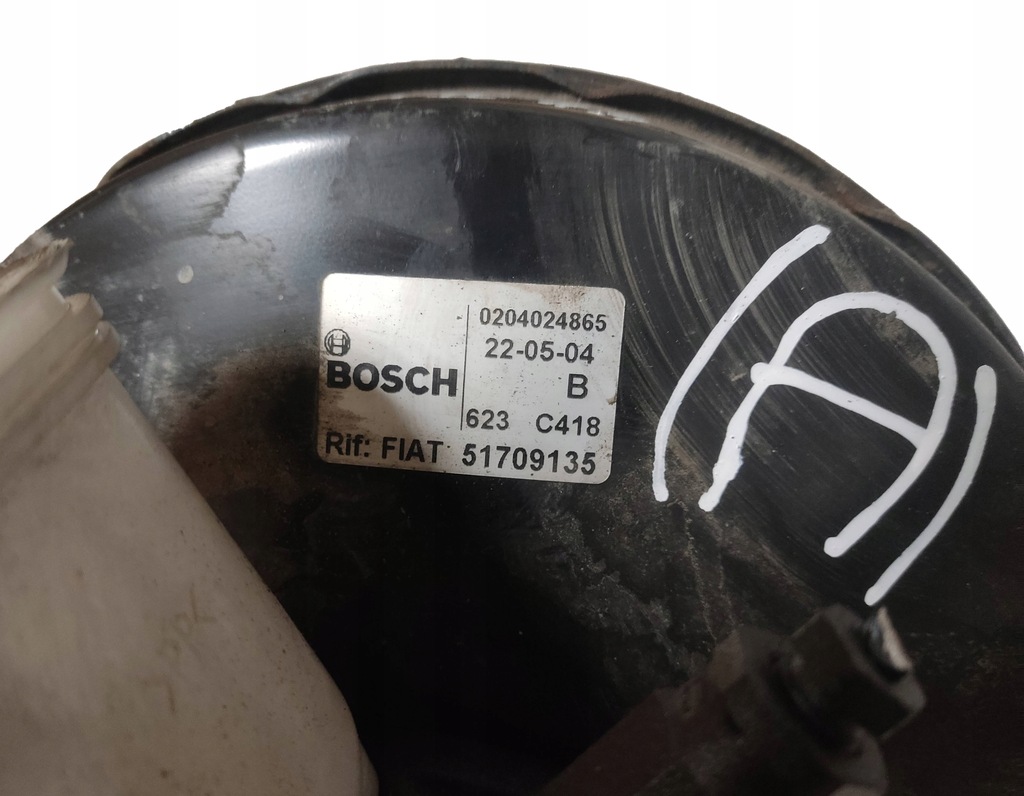 0204024865
22-05-04
BOSCH
B
623 C418
Rif: FIAT 51709135
(A)